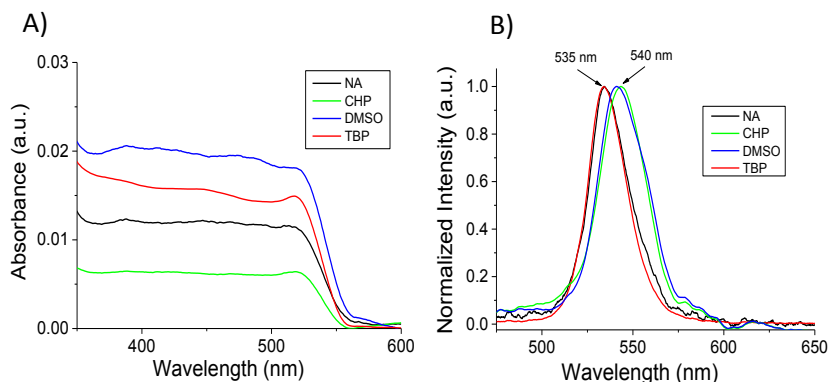 A)
0.03
0.02
0.01
0.00
Absorbance (a.u.)
NA
CHP
DMSO
TBP
400
500
600
Wavelength (nm)
B)
535 nm
540 nm
1.0
0.8
0.6
0.4
0.2
0.0
Normalized Intensity (a.u.)
NA
CHP
DMSO
TBP
500
550
600
650
Wavelength (nm)